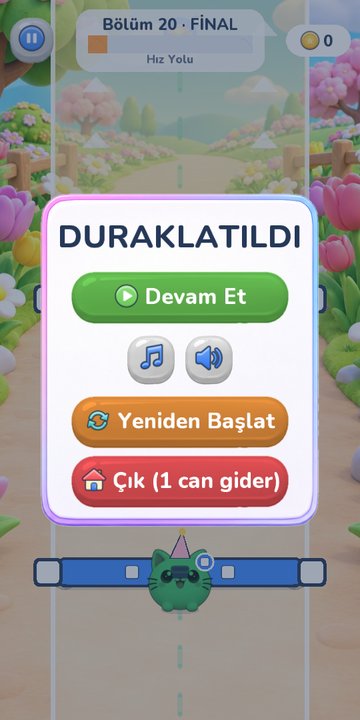 Bölüm 20 · FİNAL
0
Hız Yolu
DURAKLATILDI
Devam Et
Yeniden Başlat
Çık (1 can gider)